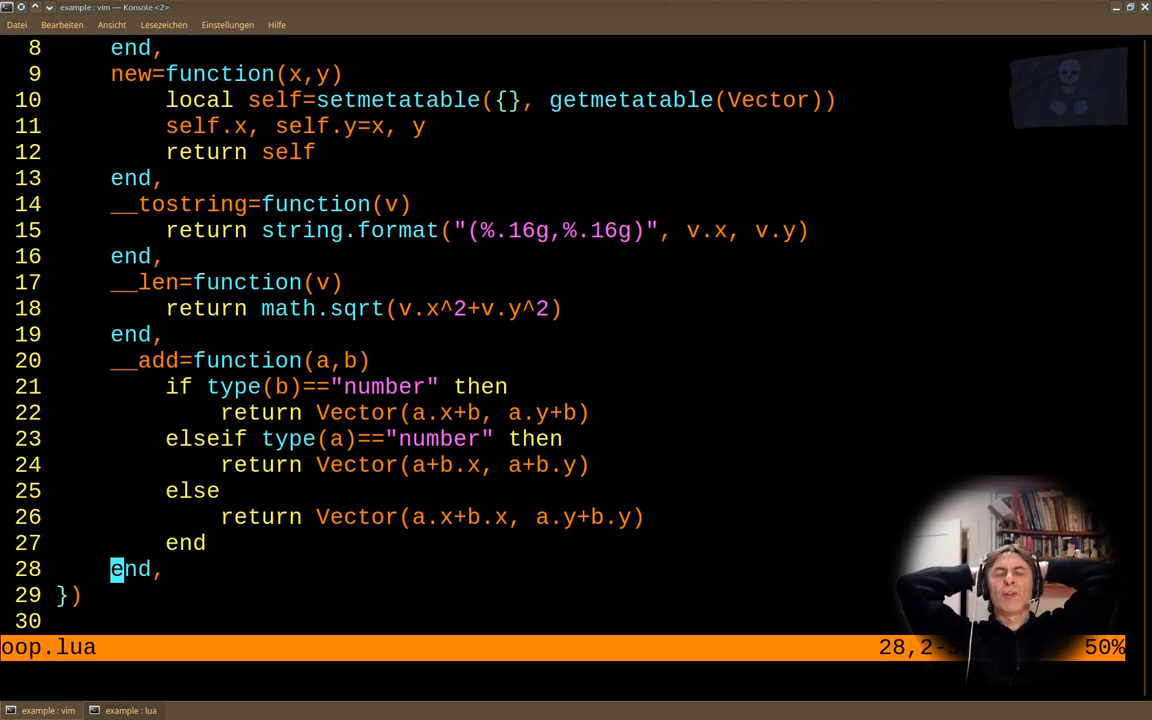 example : vim — Konsole <2>
Datei Bearbeiten Ansicht Lesezeichen Einstellungen Hilfe
8 end,
9 new=function(x,y)
10 local self=setmetatable({}, getmetatable(Vector))
11 self.x, self.y=x, y
12 return self
13 end,
14 __tostring=function(v)
15 return string.format("(%.16g,%.16g)", v.x, v.y)
16 end,
17 __len=function(v)
18 return math.sqrt(v.x^2+v.y^2)
19 end,
20 __add=function(a,b)
21 if type(b)=="number" then
22 return Vector(a.x+b, a.y+b)
23 elseif type(a)=="number" then
24 return Vector(a+b.x, a+b.y)
25 else
26 return Vector(a.x+b.x, a.y+b.y)
27 end
28 end,
29 })
30
oop.lua 28,2- 50%
example : vim example : lua